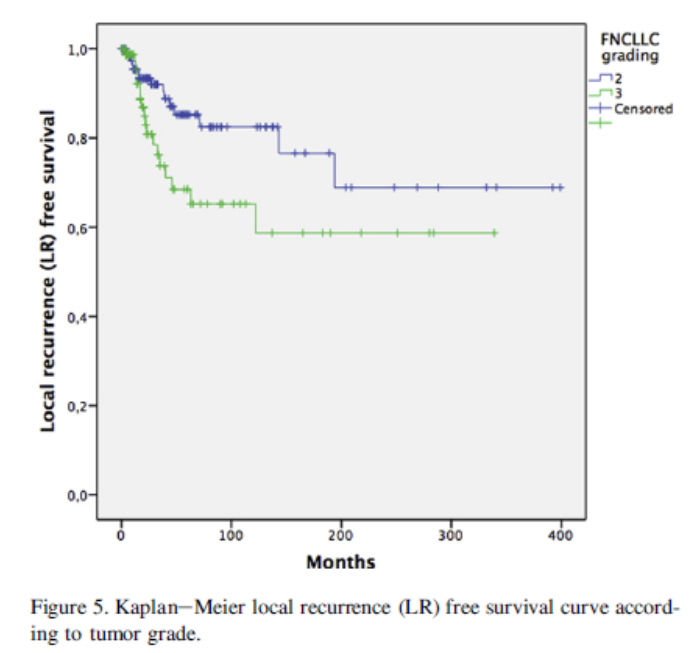 FNCLLC
grading
2
3
Censored
1,0
0,8
0,6
0,4
0,2
0,0
Local recurrence (LR) free survival
0 100 200 300 400
Months
Figure 5. Kaplan−Meier local recurrence (LR) free survival curve accord-
ing to tumor grade.